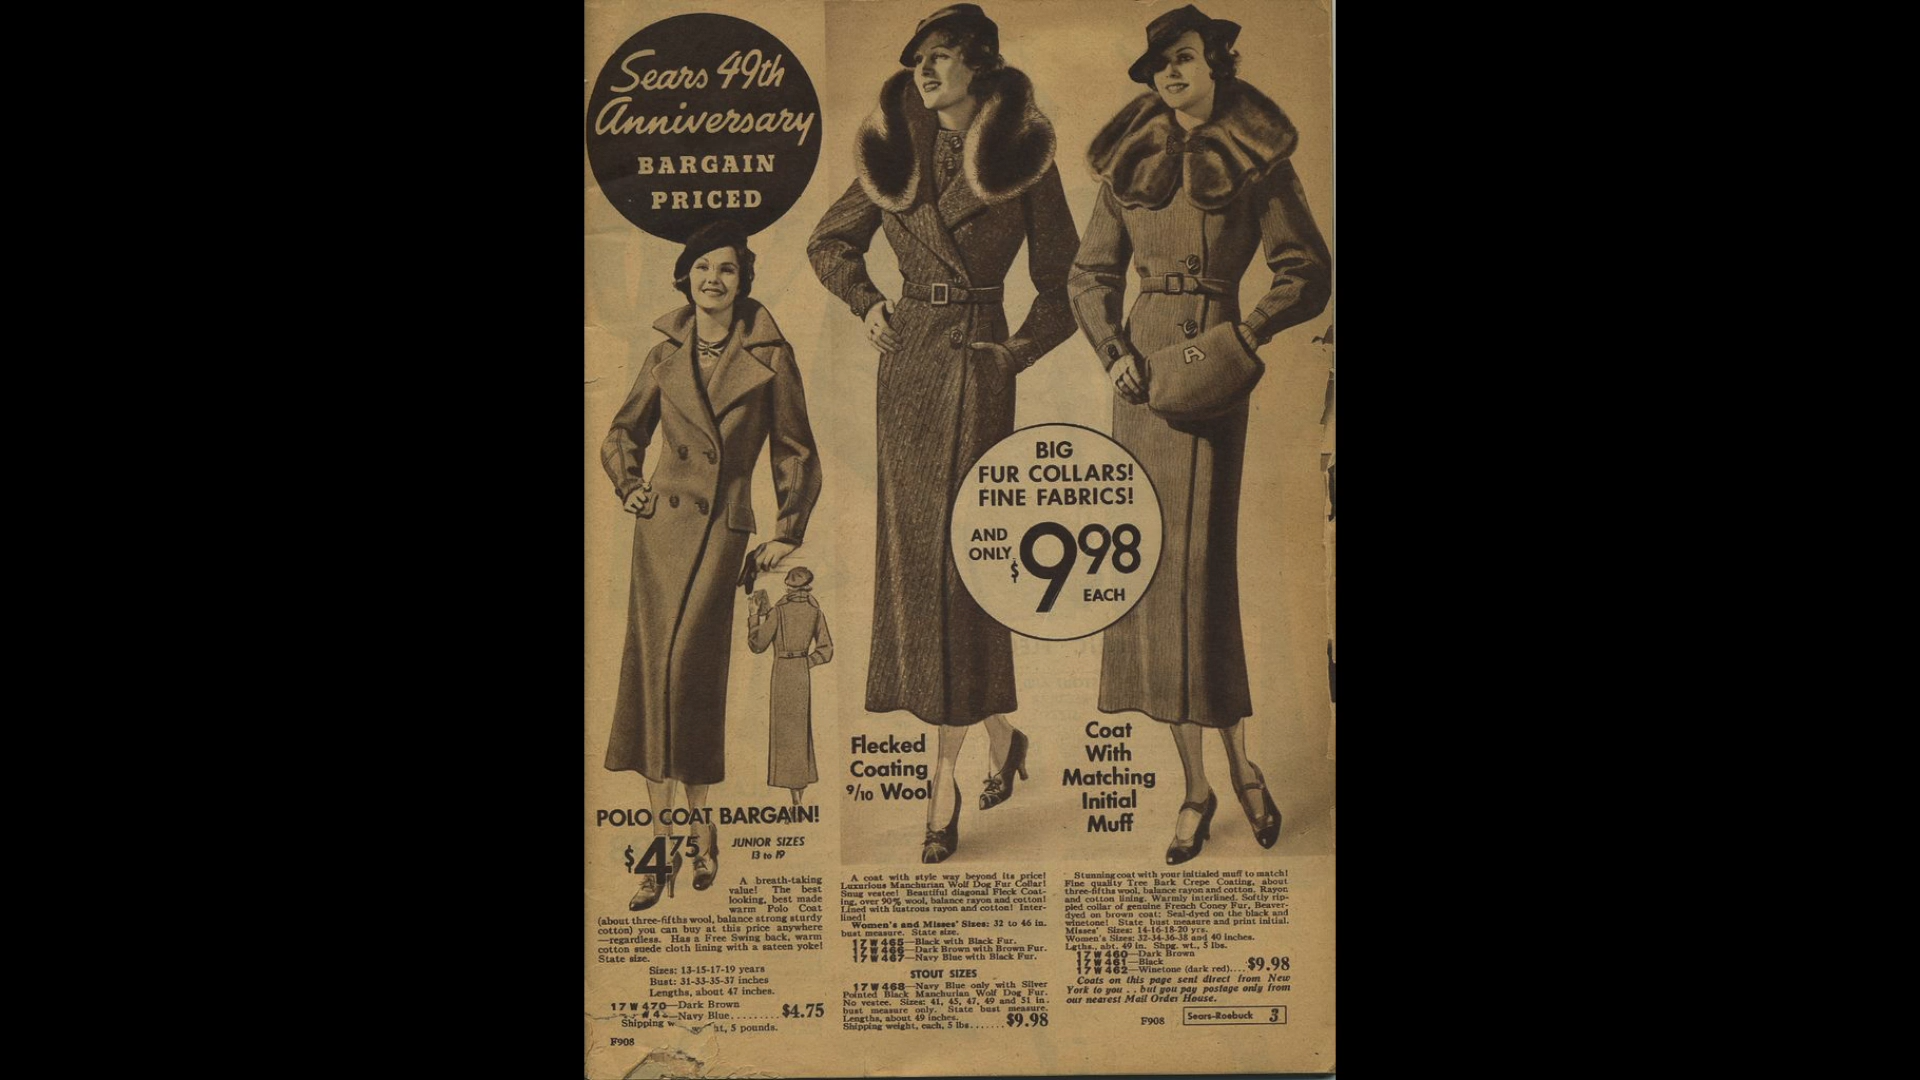 Sears 49th
Anniversary
BARGAIN
PRICED
BIG
FUR COLLARS!
FINE FABRICS!
AND
ONLY
$9.98
EACH
A
POLO COAT BARGAIN!
$4.75
JUNIOR SIZES
13 to 19
A breath-taking
value! The best
looking, best made
warm Polo Coat
(about three-fifths wool, balance strong sturdy
cotton) you can buy at this price anywhere
—regardless. Has a Free Swing back, warm
cotton suede cloth lining with a sateen yoke!
State size.
Sizes: 13-15-17-19 years
Bust: 31-33-35-37 inches
Lengths, about 47 inches.
17 W 470—Dark Brown
—Navy Blue......... $4.75
Shipping 5 pounds.
F908
Flecked
Coating
9/10 Wool
A coat with style way beyond its price!
Luxurious Manchurian Wolf Dog Fur Collar!
Snug vestee! Beautiful diagonal Fleck Coat-
ing, over 90% wool, balance rayon and cotton!
Lined with lustrous rayon and cotton! Inter-
lined!
Women's and Misses' Sizes: 32 to 46 in.
bust measure. State size.
17 W 465—Black with Black Fur.
17 W 466—Dark Brown with Brown Fur.
17 W 467—Navy Blue with Black Fur.
STOUT SIZES
17 W 468—Navy Blue only with Silver
Pointed Black Manchurian Wolf Dog Fur.
No vestee. Sizes: 41, 45, 47, 49 and 51 in.
bust measure only. State bust measure.
Lengths, about 49 inches.
Shipping weight, each, 5 lbs....... $9.98
Coat
With
Matching
Initial
Muff
Stunning coat with your initialed muff to match!
Fine quality Tree Bark Crepe Coating, about
three-fifths wool, balance rayon and cotton. Rayon
and cotton lining. Warmly interlined. Softly rip-
pled collar of genuine French Coney Fur, Beaver-
dyed on brown coat; Seal-dyed on the black and
winetone! State bust measure and print initial.
Misses' Sizes: 14-16-18-20 yrs.
Women's Sizes: 32-34-36-38 and 40 inches.
Lgths., abt. 49 in. Shpg. wt., 5 lbs.
17 W 460—Dark Brown
17 W 461—Black
17 W 462—Winetone (dark red).... $9.98
Coats on this page sent direct from New
York to you . . but you pay postage only from
our nearest Mail Order House.
F908
Sears-Roebuck 3